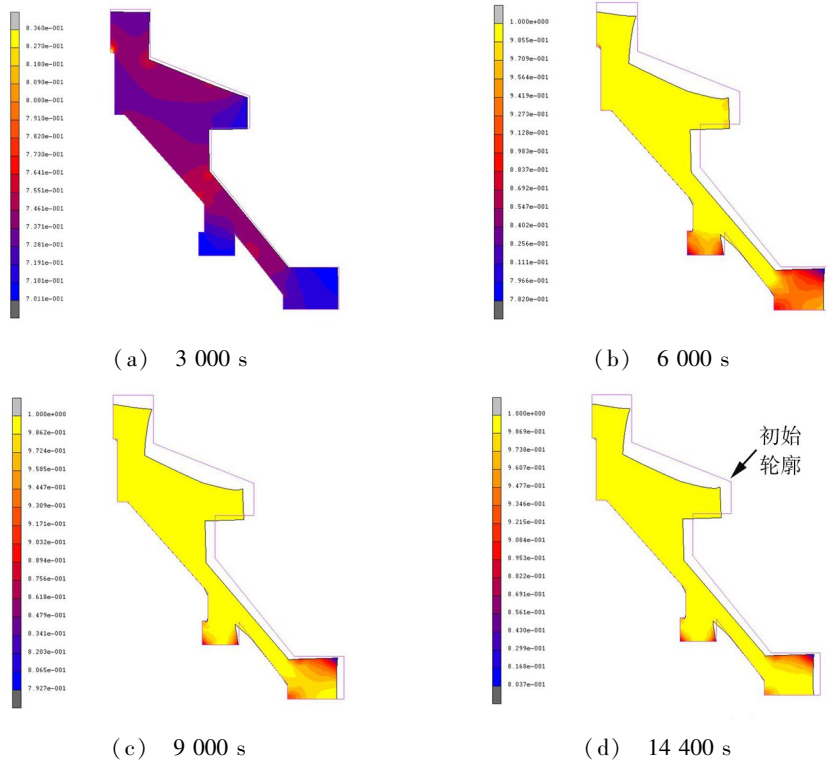 8.360e-001
8.270e-001
8.180e-001
8.090e-001
8.000e-001
7.910e-001
7.820e-001
7.730e-001
7.641e-001
7.551e-001
7.461e-001
7.371e-001
7.281e-001
7.191e-001
7.101e-001
7.011e-001
(a) 3 000 s
1.000e+000
9.855e-001
9.709e-001
9.564e-001
9.419e-001
9.273e-001
9.128e-001
8.983e-001
8.837e-001
8.692e-001
8.547e-001
8.402e-001
8.256e-001
8.111e-001
7.966e-001
7.820e-001
(b) 6 000 s
1.000e+000
9.862e-001
9.724e-001
9.585e-001
9.447e-001
9.309e-001
9.171e-001
9.032e-001
8.894e-001
8.756e-001
8.618e-001
8.479e-001
8.341e-001
8.203e-001
8.065e-001
7.927e-001
(c) 9 000 s
1.000e+000
9.869e-001
9.738e-001
9.607e-001
9.477e-001
9.346e-001
9.215e-001
9.084e-001
8.953e-001
8.822e-001
8.691e-001
8.561e-001
8.430e-001
8.299e-001
8.168e-001
8.037e-001
初始
轮廓
(d) 14 400 s